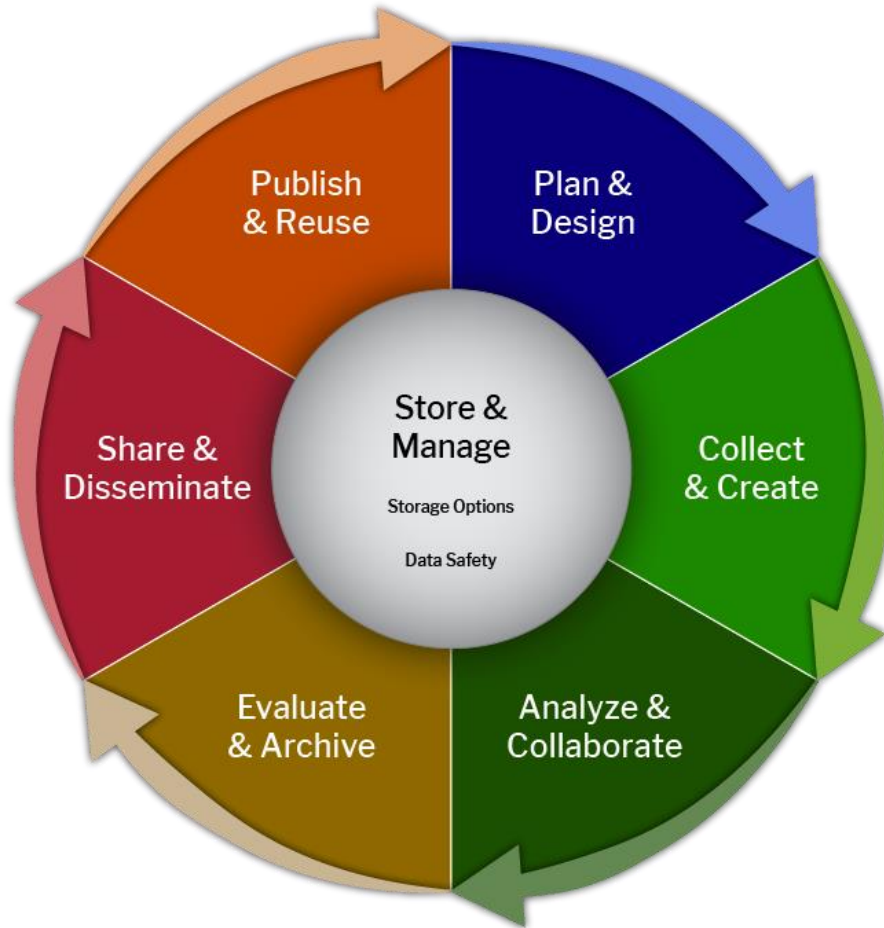 Publish
& Reuse
Plan &
Design
Store &
Manage
Storage Options
Data Safety
Share &
Disseminate
Collect
& Create
Evaluate
& Archive
Analyze &
Collaborate